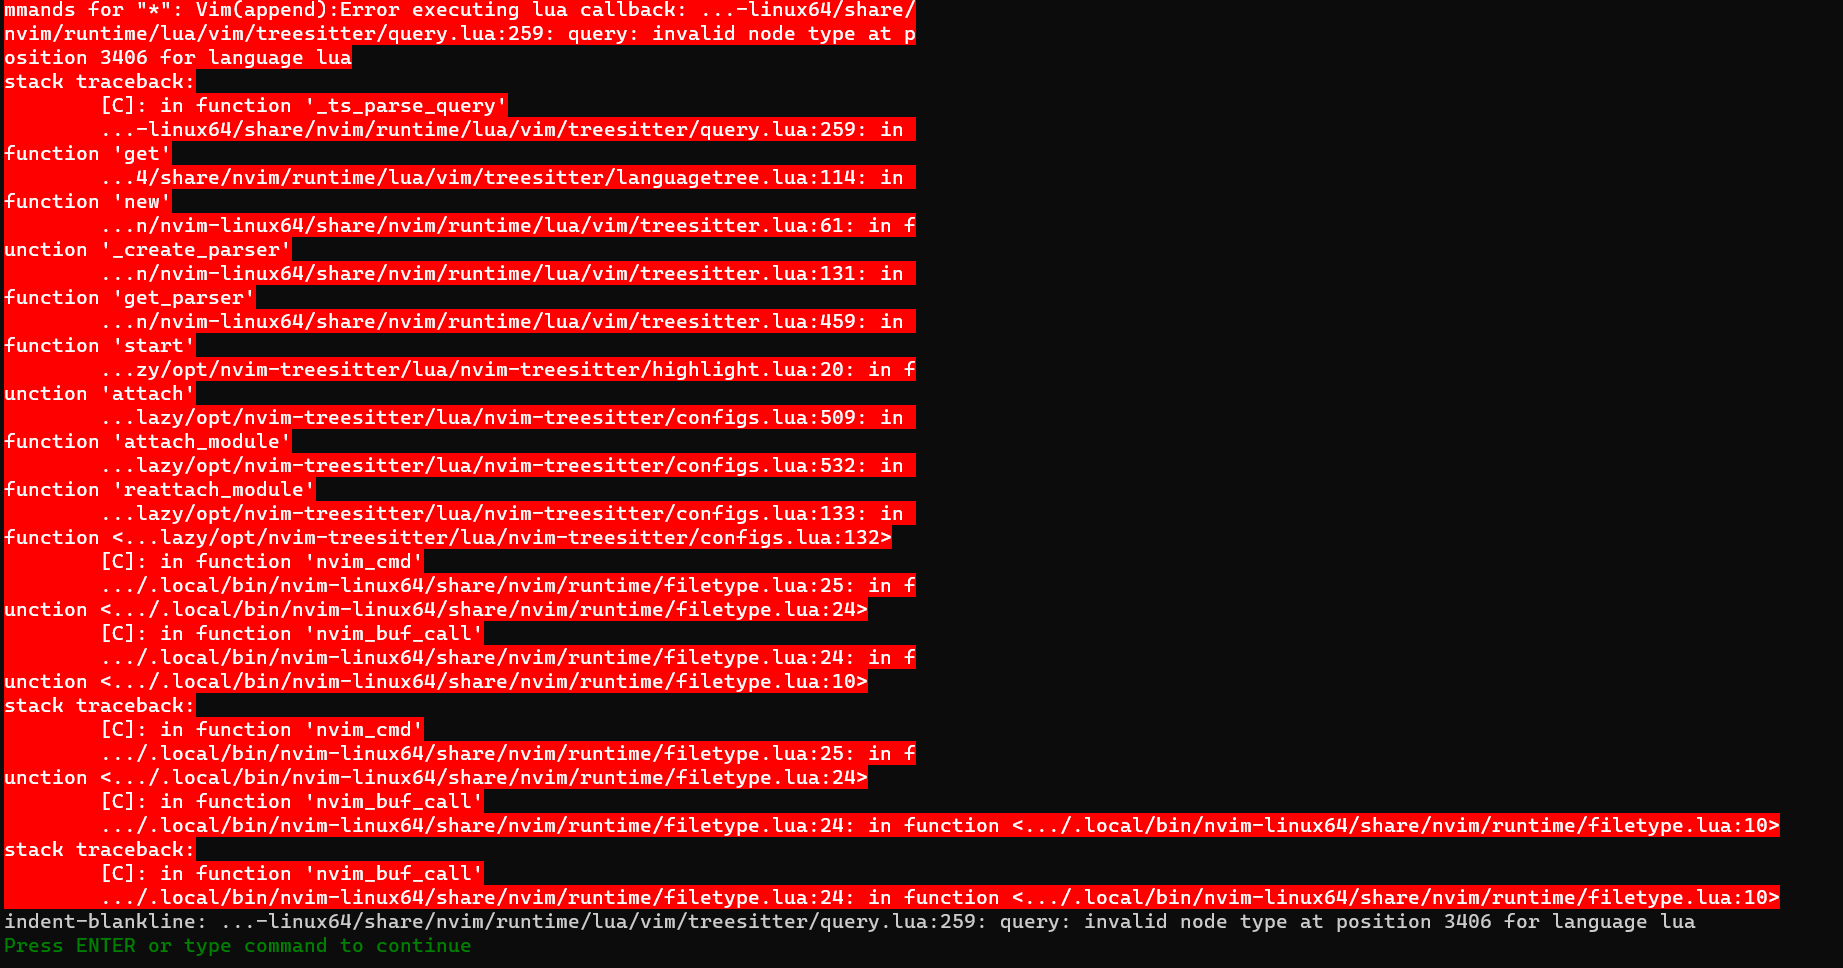 mmands for "*": Vim(append):Error executing lua callback: ...-linux64/share/
nvim/runtime/lua/vim/treesitter/query.lua:259: query: invalid node type at p
osition 3406 for language lua
stack traceback:
        [C]: in function '_ts_parse_query'
        ...-linux64/share/nvim/runtime/lua/vim/treesitter/query.lua:259: in
function 'get'
        ...4/share/nvim/runtime/lua/vim/treesitter/languagetree.lua:114: in
function 'new'
        ...n/nvim-linux64/share/nvim/runtime/lua/vim/treesitter.lua:61: in f
unction '_create_parser'
        ...n/nvim-linux64/share/nvim/runtime/lua/vim/treesitter.lua:131: in
function 'get_parser'
        ...n/nvim-linux64/share/nvim/runtime/lua/vim/treesitter.lua:459: in
function 'start'
        ...zy/opt/nvim-treesitter/lua/nvim-treesitter/highlight.lua:20: in f
unction 'attach'
        ...lazy/opt/nvim-treesitter/lua/nvim-treesitter/configs.lua:509: in
function 'attach_module'
        ...lazy/opt/nvim-treesitter/lua/nvim-treesitter/configs.lua:532: in
function 'reattach_module'
        ...lazy/opt/nvim-treesitter/lua/nvim-treesitter/configs.lua:133: in
function <...lazy/opt/nvim-treesitter/lua/nvim-treesitter/configs.lua:132>
        [C]: in function 'nvim_cmd'
        .../.local/bin/nvim-linux64/share/nvim/runtime/filetype.lua:25: in f
unction <.../.local/bin/nvim-linux64/share/nvim/runtime/filetype.lua:24>
        [C]: in function 'nvim_buf_call'
        .../.local/bin/nvim-linux64/share/nvim/runtime/filetype.lua:24: in f
unction <.../.local/bin/nvim-linux64/share/nvim/runtime/filetype.lua:10>
stack traceback:
        [C]: in function 'nvim_cmd'
        .../.local/bin/nvim-linux64/share/nvim/runtime/filetype.lua:25: in f
unction <.../.local/bin/nvim-linux64/share/nvim/runtime/filetype.lua:24>
        [C]: in function 'nvim_buf_call'
        .../.local/bin/nvim-linux64/share/nvim/runtime/filetype.lua:24: in function <.../.local/bin/nvim-linux64/share/nvim/runtime/filetype.lua:10>
stack traceback:
        [C]: in function 'nvim_buf_call'
        .../.local/bin/nvim-linux64/share/nvim/runtime/filetype.lua:24: in function <.../.local/bin/nvim-linux64/share/nvim/runtime/filetype.lua:10>
indent-blankline: ...-linux64/share/nvim/runtime/lua/vim/treesitter/query.lua:259: query: invalid node type at position 3406 for language lua
Press ENTER or type command to continue